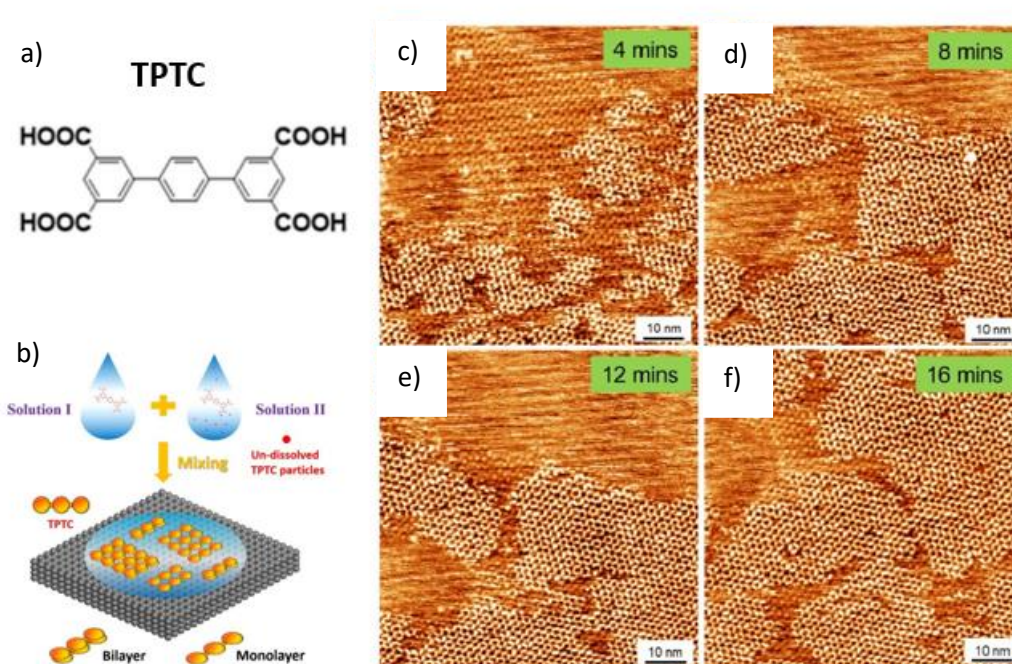 a)
TPTC
HOOC COOH
HOOC COOH
b)
Solution I Solution II
Un-dissolved
TPTC particles
Mixing
TPTC
Bilayer Monolayer
c) 4 mins
10 nm
d) 8 mins
10 nm
e) 12 mins
10 nm
f) 16 mins
10 nm